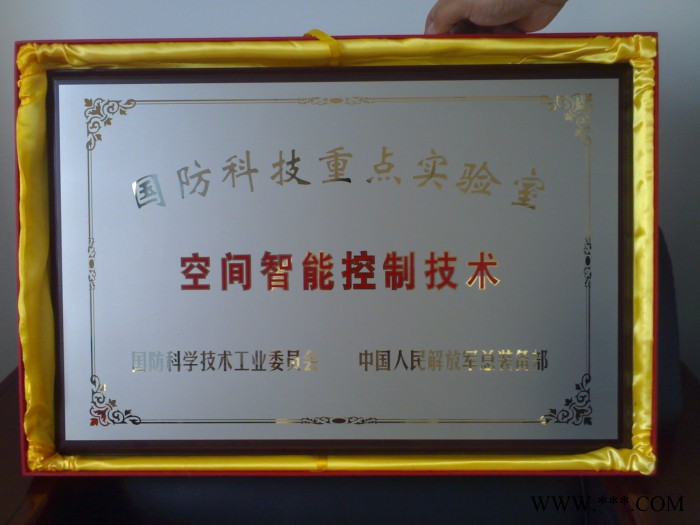 国防科技重点实验室
空间智能控制技术
国防科学技术工业委员会 中国人民解放军总装备部
WWW.***.COM